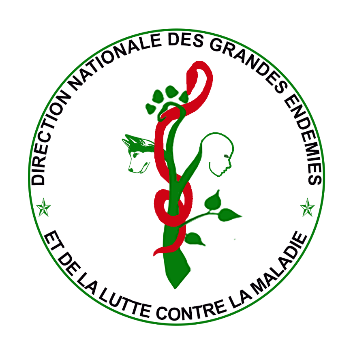 DIRECTION NATIONALE DES GRANDES ENDEMIES
ET DE LA LUTTE CONTRE LA MALADIE